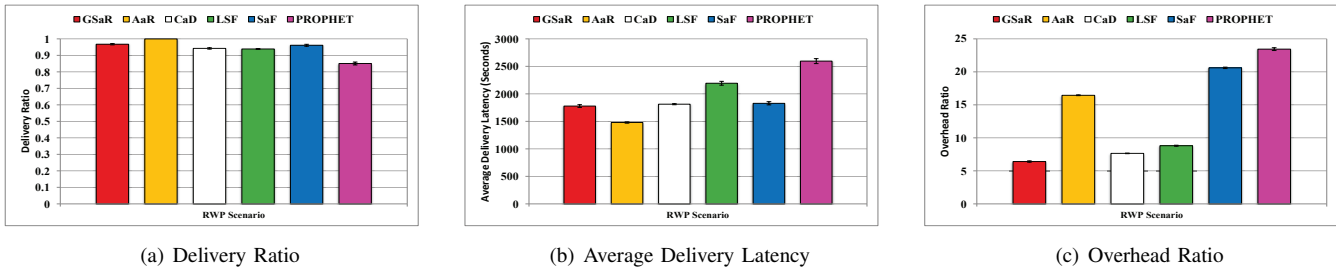 GSaR AaR CaD LSF SaF PROPHET
1
0.9
0.8
0.7
0.6
0.5
0.4
0.3
0.2
0.1
0
Delivery Ratio
RWP Scenario
(a) Delivery Ratio
GSaR AaR CaD LSF SaF PROPHET
3000
2500
2000
1500
1000
500
0
Average Delivery Latency (Seconds)
RWP Scenario
(b) Average Delivery Latency
GSaR AaR CaD LSF SaF PROPHET
25
20
15
10
5
0
Overhead Ratio
RWP Scenario
(c) Overhead Ratio